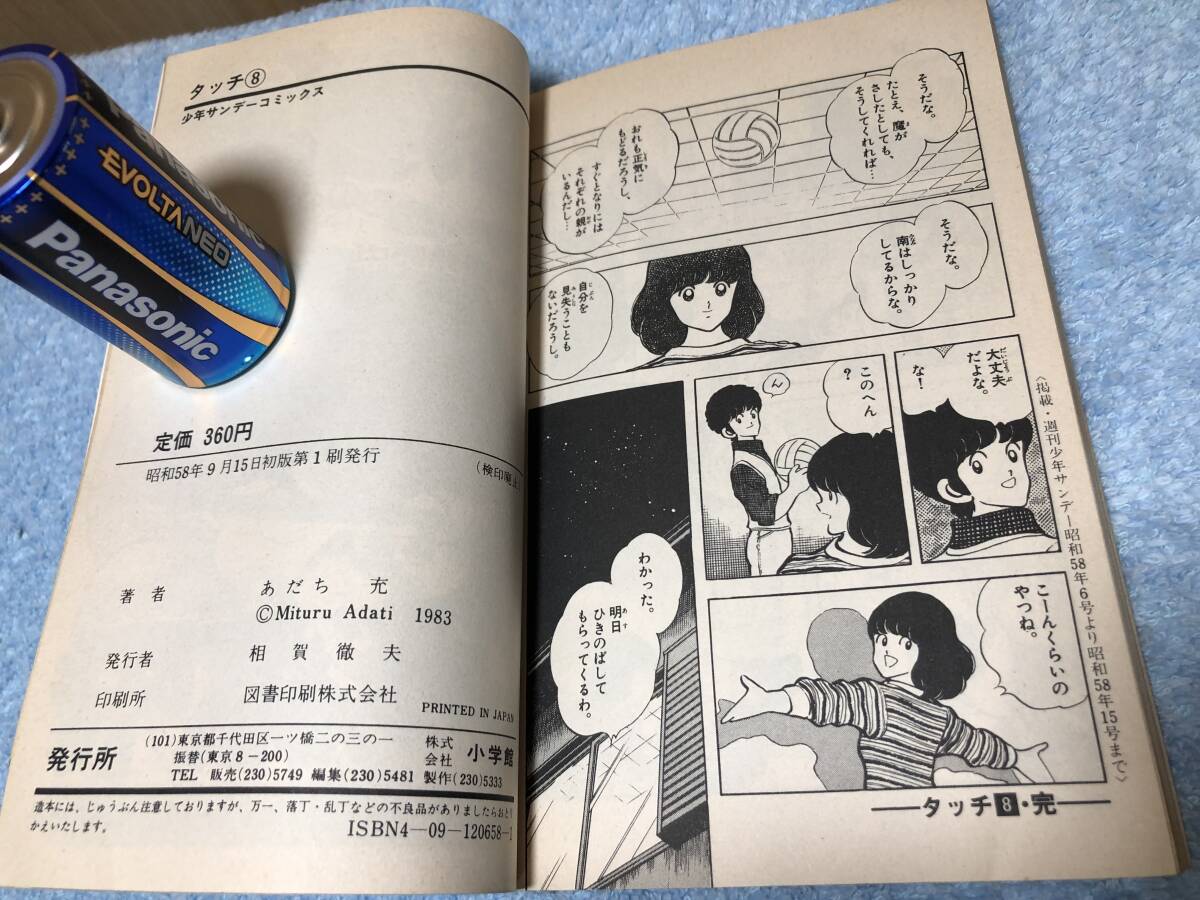 タッチ⑧
少年サンデーコミックス
EVOLTA NEO
Panasonic
定価 360円
昭和58年9月15日初版第1刷発行
(検印廃止)
著者 あだち 充
©Mituru Adati 1983
発行者 相賀徹夫
印刷所 図書印刷株式会社
PRINTED IN JAPAN
発行所
(101)東京都千代田区一ツ橋二の三の一
振替(東京8-200)
株式会社 小学館
TEL 販売(230)5749 編集(230)5481 製作(230)5333
造本には、じゅうぶん注意しておりますが、万一、落丁・乱丁などの不良品がありましたらおとり
かえいたします。
ISBN4-09-120658-1
そうだな。
たとえ、魔が
さしたとしても、
そうしてくれれば…
おれも正気に
もどるだろうし、
すぐとなりには
それぞれの親が
いるんだし…
そうだな。
南はしっかり
してるからな。
自分を
見失うことも
ないだろうし。
大丈夫
だよな。
な!
このへん
?
ん
こーんくらいの
やつね。
わかった。
明日
ひきのばして
もらってくるわ。
〈掲載・週刊少年サンデー昭和58年6号より昭和58年15号まで〉
タッチ8・完